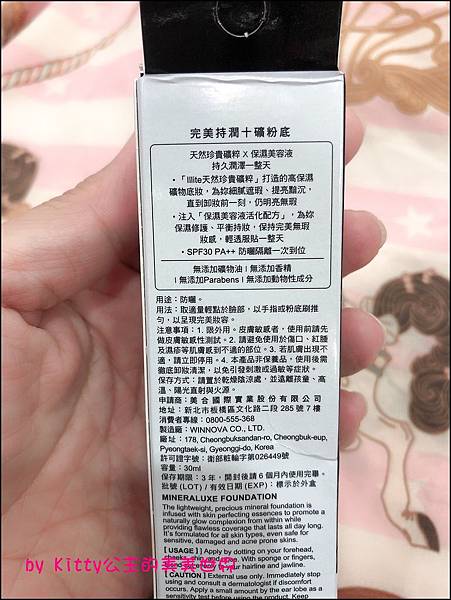 完美持潤十礦粉底
天然珍貴礦粹 X 保濕美容液
持久潤澤一整天
•「Illite天然珍貴礦粹」打造的高保濕
礦物底妝，為妳細膩遮瑕、提亮黯沉，
直到卸妝前一刻，仍明亮無瑕
• 注入「保濕美容液活化配方」，為妳
保濕修護、平衡持妝，保持完美無瑕
妝感，輕透服貼一整天
• SPF30 PA++ 防曬隔離一次到位
無添加礦物油 l 無添加香精
l 無添加Parabens l 無添加動物性成分
用途：防曬。
用法：取適量輕點於臉部，以手指或粉底刷推
勻，以呈現完美妝容。
注意事項：1. 限外用。皮膚敏感者，使用前請先
做皮膚敏感性測試。2. 請避免使用於傷口、紅腫
及濕疹等肌膚感到不適的部位。3. 若肌膚出現不
適，請立即停用。4. 本產品非保養品，使用後需
徹底卸妝清潔，以免引發刺激或過敏等症狀。
保存方式：請置於乾燥陰涼處，並遠離孩童、高
溫、陽光直射與火源。
申請商：美合國際實業股份有限公司
地址：新北市板橋區文化路二段 285 號 7 樓
消費者專線：0800-555-368
製造廠：WINNOVA CO., LTD.
廠址：178, Cheongbuksandan-ro, Cheongbuk-eup,
Pyeongtaek-si, Gyeonggi-do, Korea
許可證字號：衛部粧輸字第026449號
容量：30ml
保存期限：3 年，開封後請 6 個月內使用完畢。
批號 (LOT) / 有效日期 (EXP)：標示於外盒
MINERALUXE FOUNDATION
The lightweight, precious mineral foundation is
infused with skin perfecting essences to promote a
naturally glow complexion from within while
providing flawless coverage that lasts all day long.
It's formulated for all skin types, even safe for
sensitive, damaged and acne prone skins.
[ USAGE ] Apply by dotting on your forehead,
cheeks, and With sponge or fingers,
your hairline and jawline.
[ CAUTION ] External use only. Immediately stop
using and consult a dermatologist if discomfort
occurs. Apply a small amount by the ear lobe as a
sensitive test before using the product. Keep
by Kitty公主的美美世界